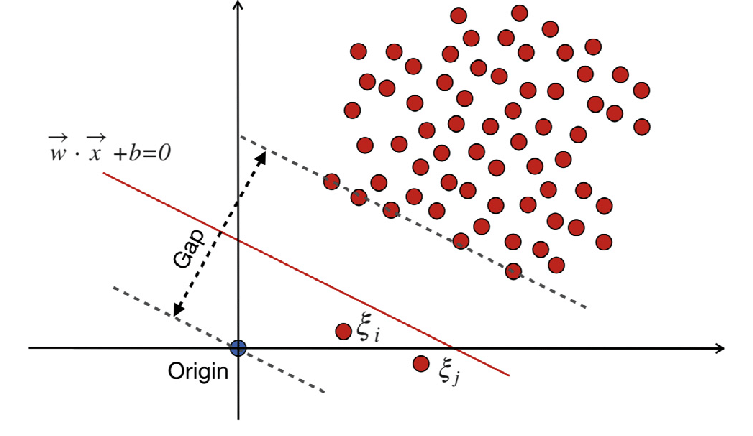 w · x +b=0
Gap
ξi
Origin
ξj